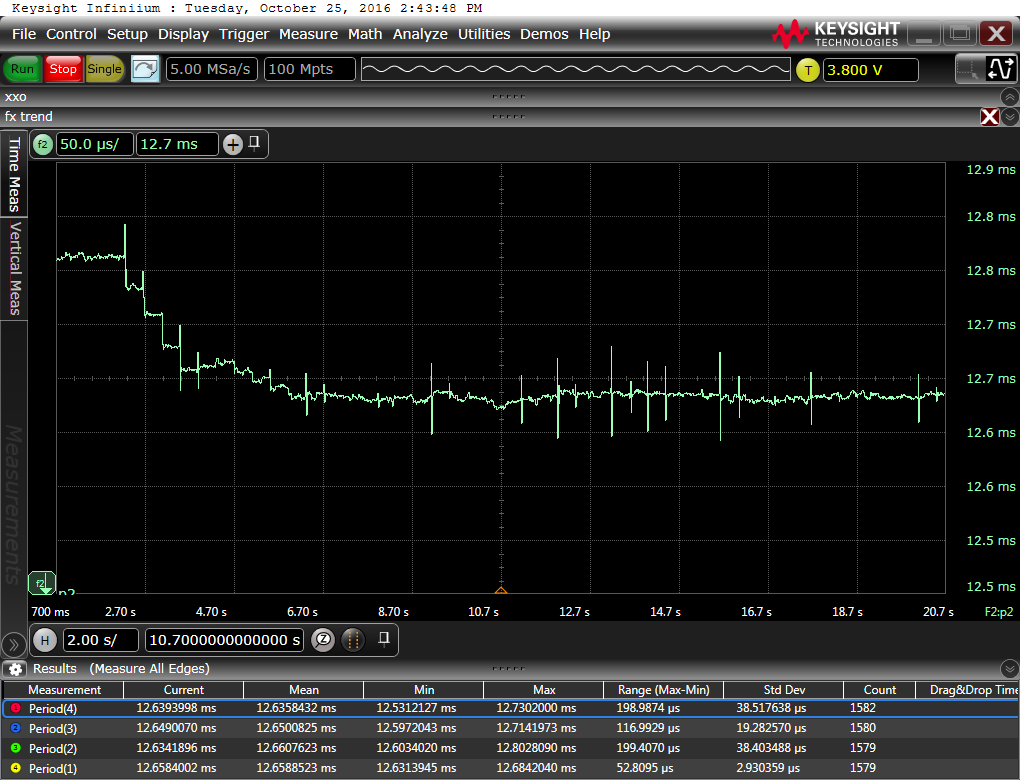 Keysight Infiniium : Tuesday, October 25, 2016 2:43:48 PM
File Control Setup Display Trigger Measure Math Analyze Utilities Demos Help
KEYSIGHT TECHNOLOGIES
Run Stop Single 5.00 MSa/s 100 Mpts T 3.800 V
xxo
fx trend
f2 50.0 µs/ 12.7 ms
Time Meas
Vertical Meas
Measurements
12.9 ms
12.8 ms
12.8 ms
12.7 ms
12.7 ms
12.6 ms
12.6 ms
12.5 ms
12.5 ms
f2
p2
700 ms 2.70 s 4.70 s 6.70 s 8.70 s 10.7 s 12.7 s 14.7 s 16.7 s 18.7 s 20.7 s F2:p2
H 2.00 s/ 10.7000000000000 s Z
Results (Measure All Edges)
Measurement Current Mean Min Max Range (Max-Min) Std Dev Count Drag&Drop Time
1 Period(4) 12.6393998 ms 12.6358432 ms 12.5312127 ms 12.7302000 ms 198.9874 µs 38.517638 µs 1582
2 Period(3) 12.6490070 ms 12.6500825 ms 12.5972043 ms 12.7141973 ms 116.9929 µs 19.282570 µs 1580
3 Period(2) 12.6341896 ms 12.6607623 ms 12.6034020 ms 12.8028090 ms 199.4070 µs 38.403488 µs 1579
4 Period(1) 12.6584002 ms 12.6588523 ms 12.6313945 ms 12.6842040 ms 52.8095 µs 2.930359 µs 1579